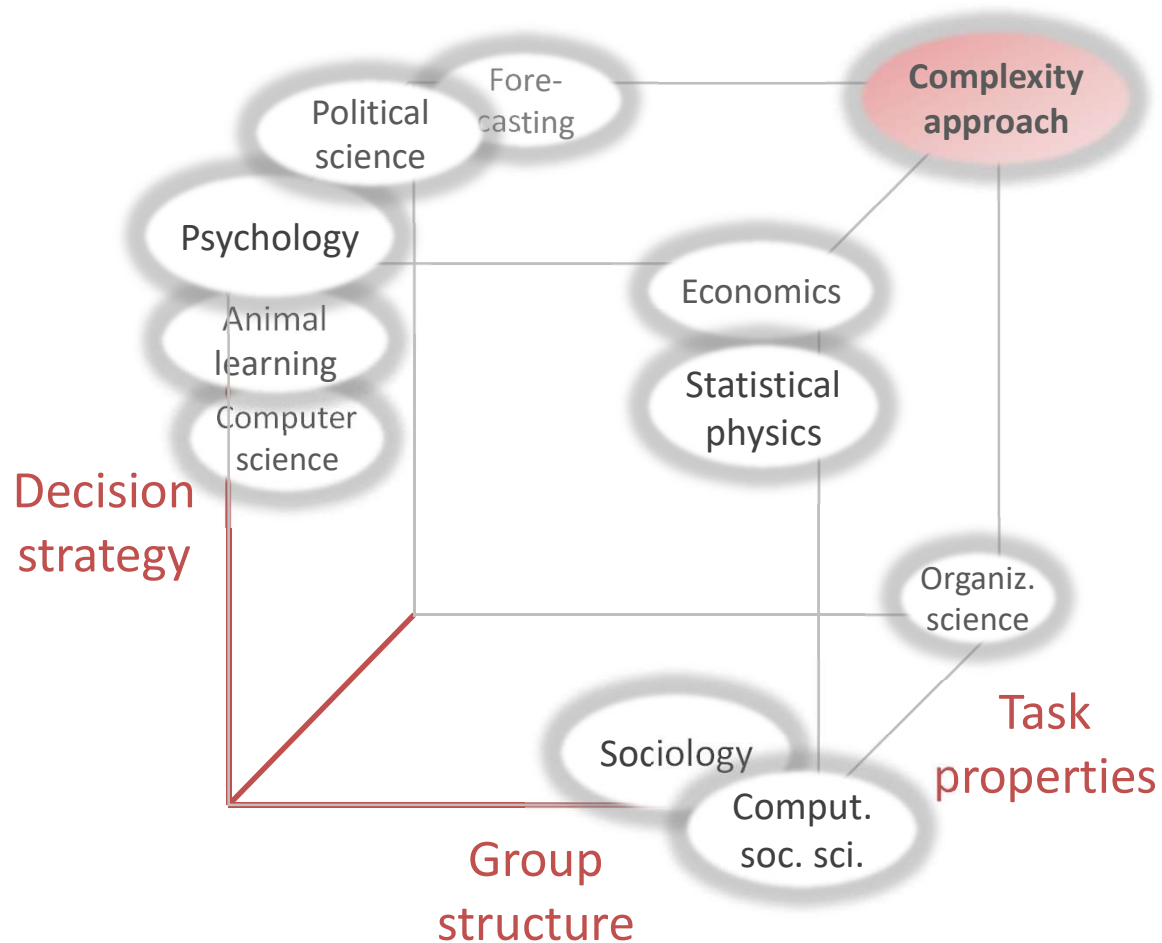 Fore-
casting
Complexity
approach
Political
science
Psychology
Economics
Animal
learning
Statistical
physics
Computer
science
Decision
strategy
Organiz.
science
Task
properties
Sociology
Comput.
soc. sci.
Group
structure